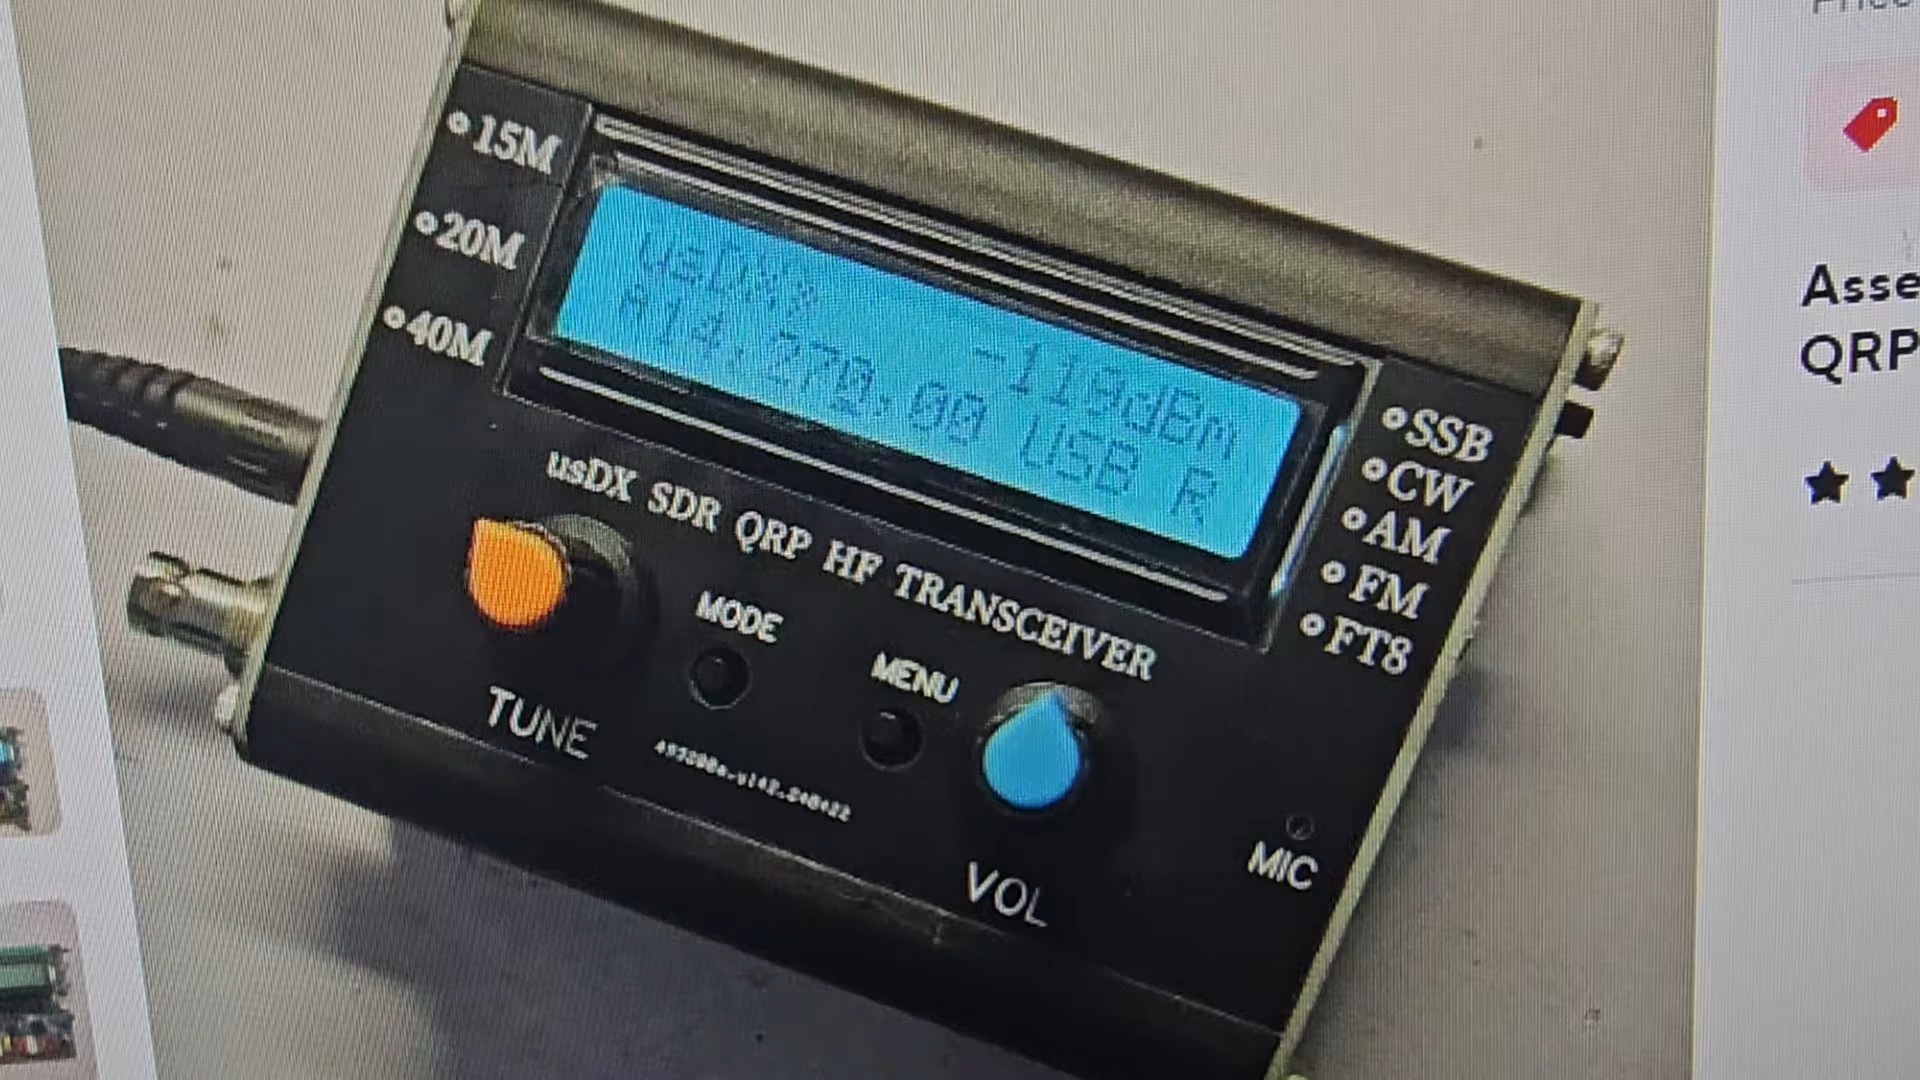 15M
20M
40M
usDX
A14,270,00 USB R
-119dBm
SSB
CW
AM
FM
FT8
usDX SDR QRP HF TRANSCEIVER
MODE
MENU
TUNE
VOL
MIC
QRP